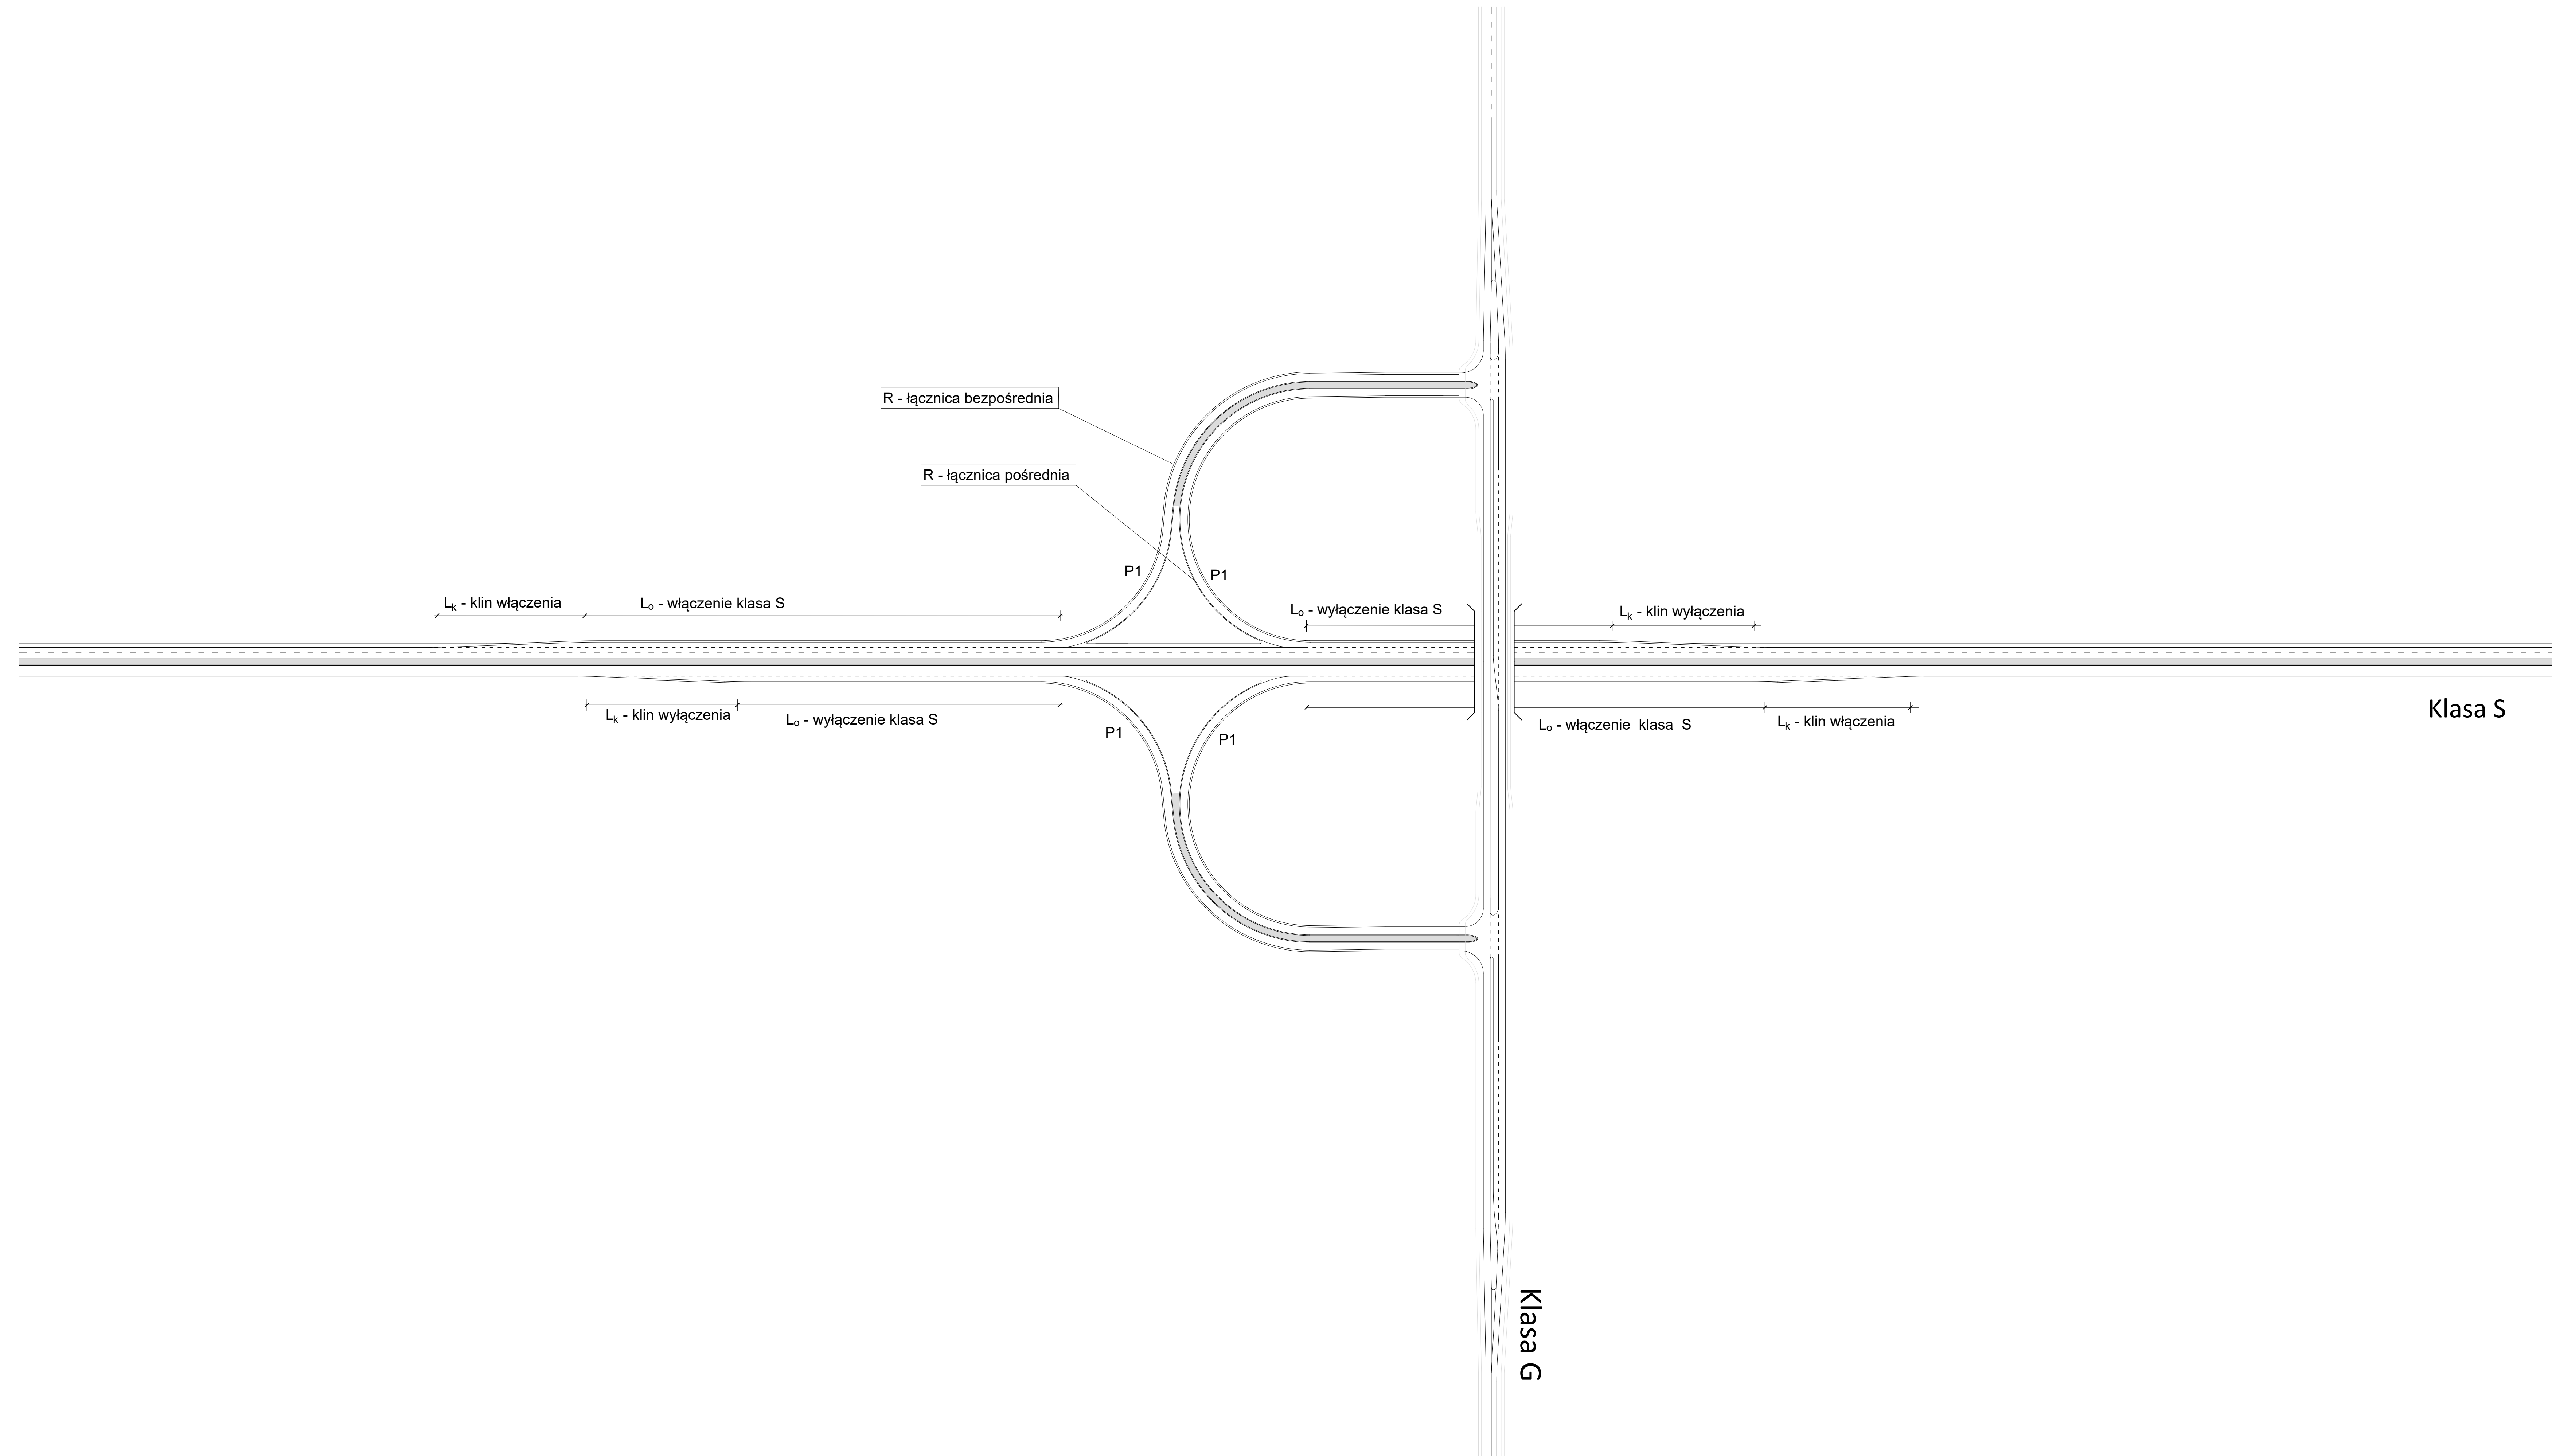 R - łącznica bezpośrednia
R - łącznica pośrednia
P1
P1
Lk - klin włączenia
Lo - włączenie klasa S
Lo - wyłączenie klasa S
Lk - klin wyłączenia
Lk - klin wyłączenia
Lo - wyłączenie klasa S
P1
P1
Lo - włączenie klasa S
Lk - klin włączenia
Klasa S
Klasa G